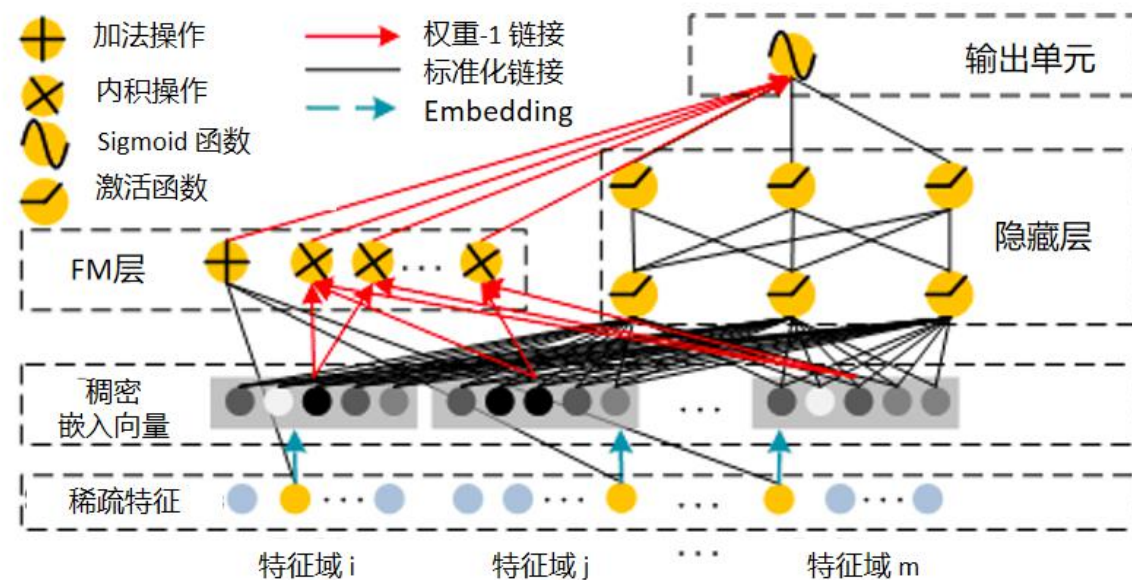 加法操作
内积操作
Sigmoid 函数
激活函数
权重-1 链接
标准化链接
Embedding
输出单元
隐藏层
FM层
...
稠密
嵌入向量
...
稀疏特征
...
...
...
...
特征域 i
特征域 j
...
特征域 m